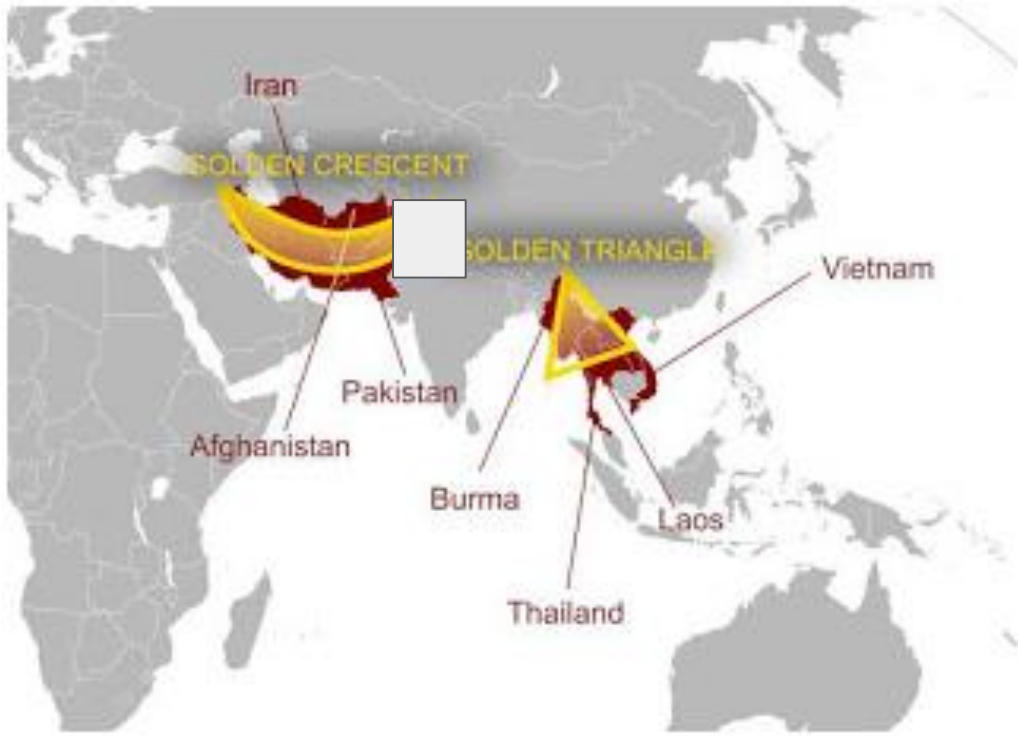 Iran
GOLDEN CRESCENT
GOLDEN TRIANGLE
Vietnam
Pakistan
Afghanistan
Burma
Laos
Thailand